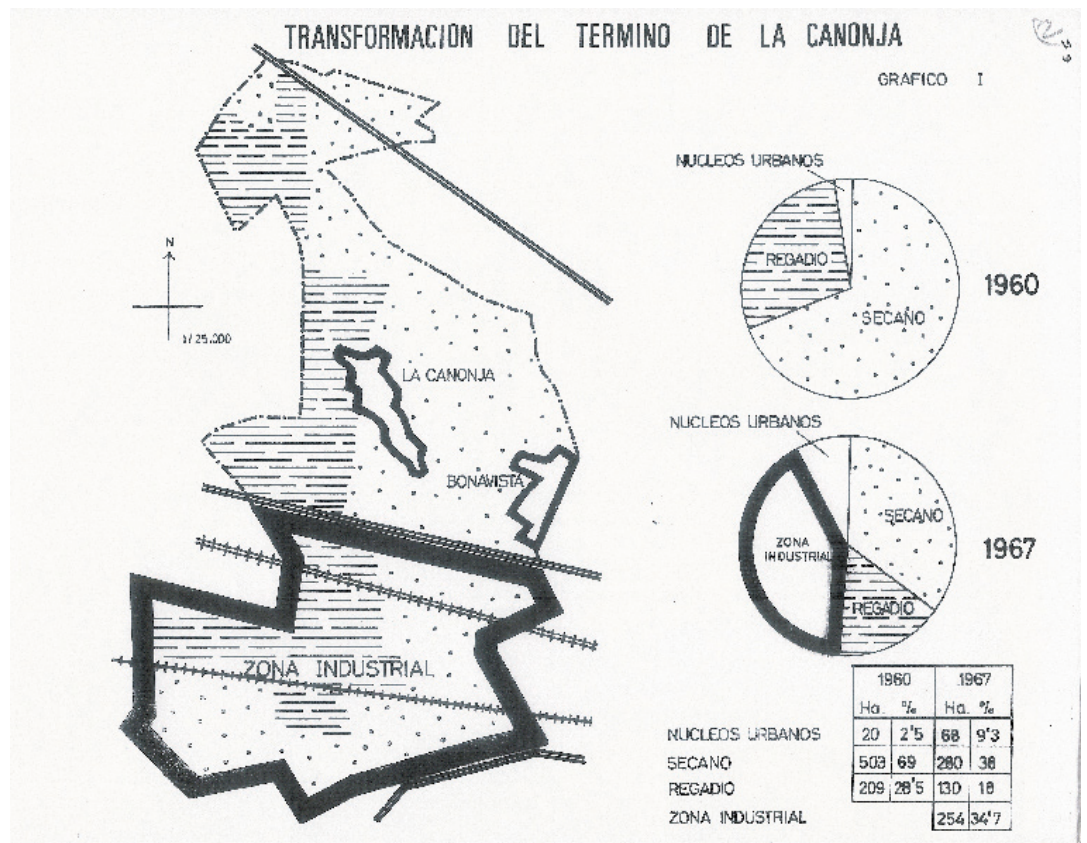 TRANSFORMACION DEL TERMINO DE LA CANONJA
GRAFICO I
N
1/25.000
LA CANONJA
BONAVISTA
ZONA INDUSTRIAL
NUCLEOS URBANOS
REGADIO
SECANO
1960
NUCLEOS URBANOS
SECANO
ZONA
INDUSTRIAL
REGADIO
1967
1960 1967
Ha. % Ha. %
NUCLEOS URBANOS 20 2'5 68 9'3
SECANO 503 69 280 38
REGADIO 209 28'5 130 18
ZONA INDUSTRIAL 254 34'7